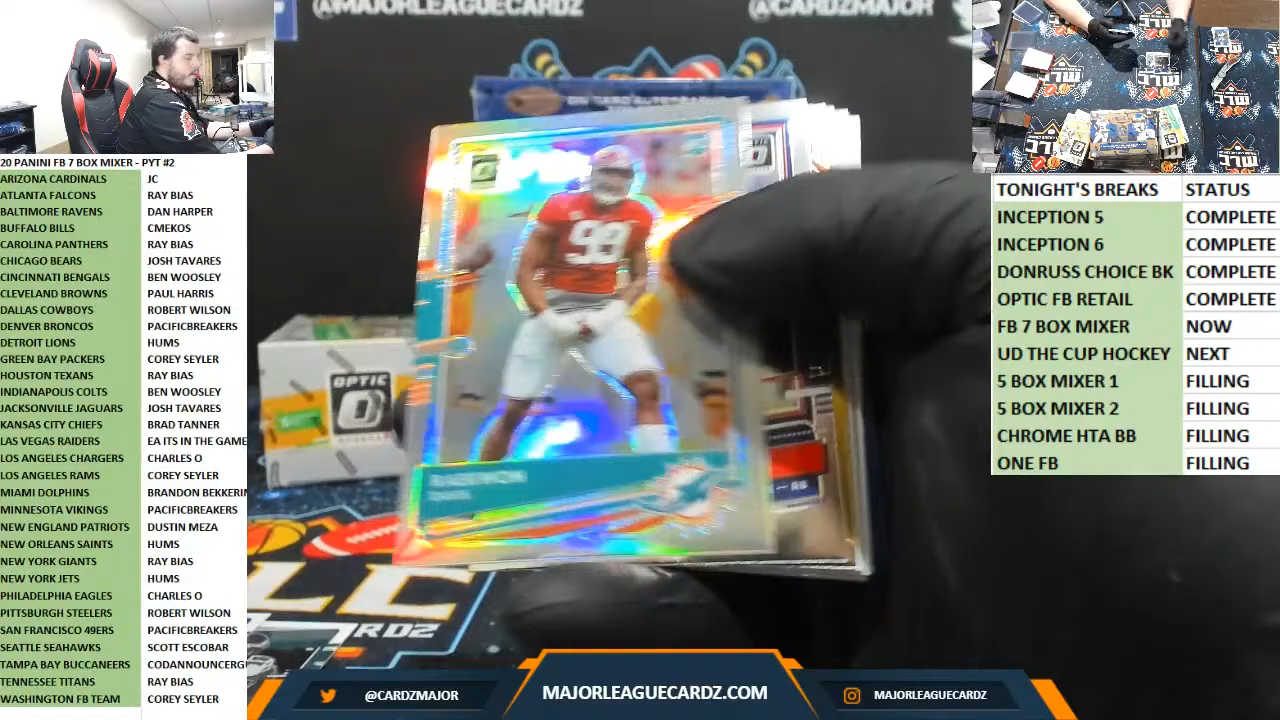 @MAJORLEAGUECARDZ
@CARDZMAJOR
20 PANINI FB 7 BOX MIXER - PYT #2
ARIZONA CARDINALS JC
ATLANTA FALCONS RAY BIAS
BALTIMORE RAVENS DAN HARPER
BUFFALO BILLS CMEKOS
CAROLINA PANTHERS RAY BIAS
CHICAGO BEARS JOSH TAVARES
CINCINNATI BENGALS BEN WOOSLEY
CLEVELAND BROWNS PAUL HARRIS
DALLAS COWBOYS ROBERT WILSON
DENVER BRONCOS PACIFICBREAKERS
DETROIT LIONS HUMS
GREEN BAY PACKERS COREY SEYLER
HOUSTON TEXANS RAY BIAS
INDIANAPOLIS COLTS BEN WOOSLEY
JACKSONVILLE JAGUARS JOSH TAVARES
KANSAS CITY CHIEFS BRAD TANNER
LAS VEGAS RAIDERS EA ITS IN THE GAME
LOS ANGELES CHARGERS CHARLES O
LOS ANGELES RAMS COREY SEYLER
MIAMI DOLPHINS BRANDON BEKKERIN
MINNESOTA VIKINGS PACIFICBREAKERS
NEW ENGLAND PATRIOTS DUSTIN MEZA
NEW ORLEANS SAINTS HUMS
NEW YORK GIANTS RAY BIAS
NEW YORK JETS HUMS
PHILADELPHIA EAGLES CHARLES O
PITTSBURGH STEELERS ROBERT WILSON
SAN FRANCISCO 49ERS PACIFICBREAKERS
SEATTLE SEAHAWKS SCOTT ESCOBAR
TAMPA BAY BUCCANEERS CODANNOUNCERG
TENNESSEE TITANS RAY BIAS
WASHINGTON FB TEAM COREY SEYLER
OPTIC
99
RB
LC
RDZ
TONIGHT'S BREAKS STATUS
INCEPTION 5 COMPLETE
INCEPTION 6 COMPLETE
DONRUSS CHOICE BK COMPLETE
OPTIC FB RETAIL COMPLETE
FB 7 BOX MIXER NOW
UD THE CUP HOCKEY NEXT
5 BOX MIXER 1 FILLING
5 BOX MIXER 2 FILLING
CHROME HTA BB FILLING
ONE FB FILLING
@CARDZMAJOR
MAJORLEAGUECARDZ.COM
MAJORLEAGUECARDZ